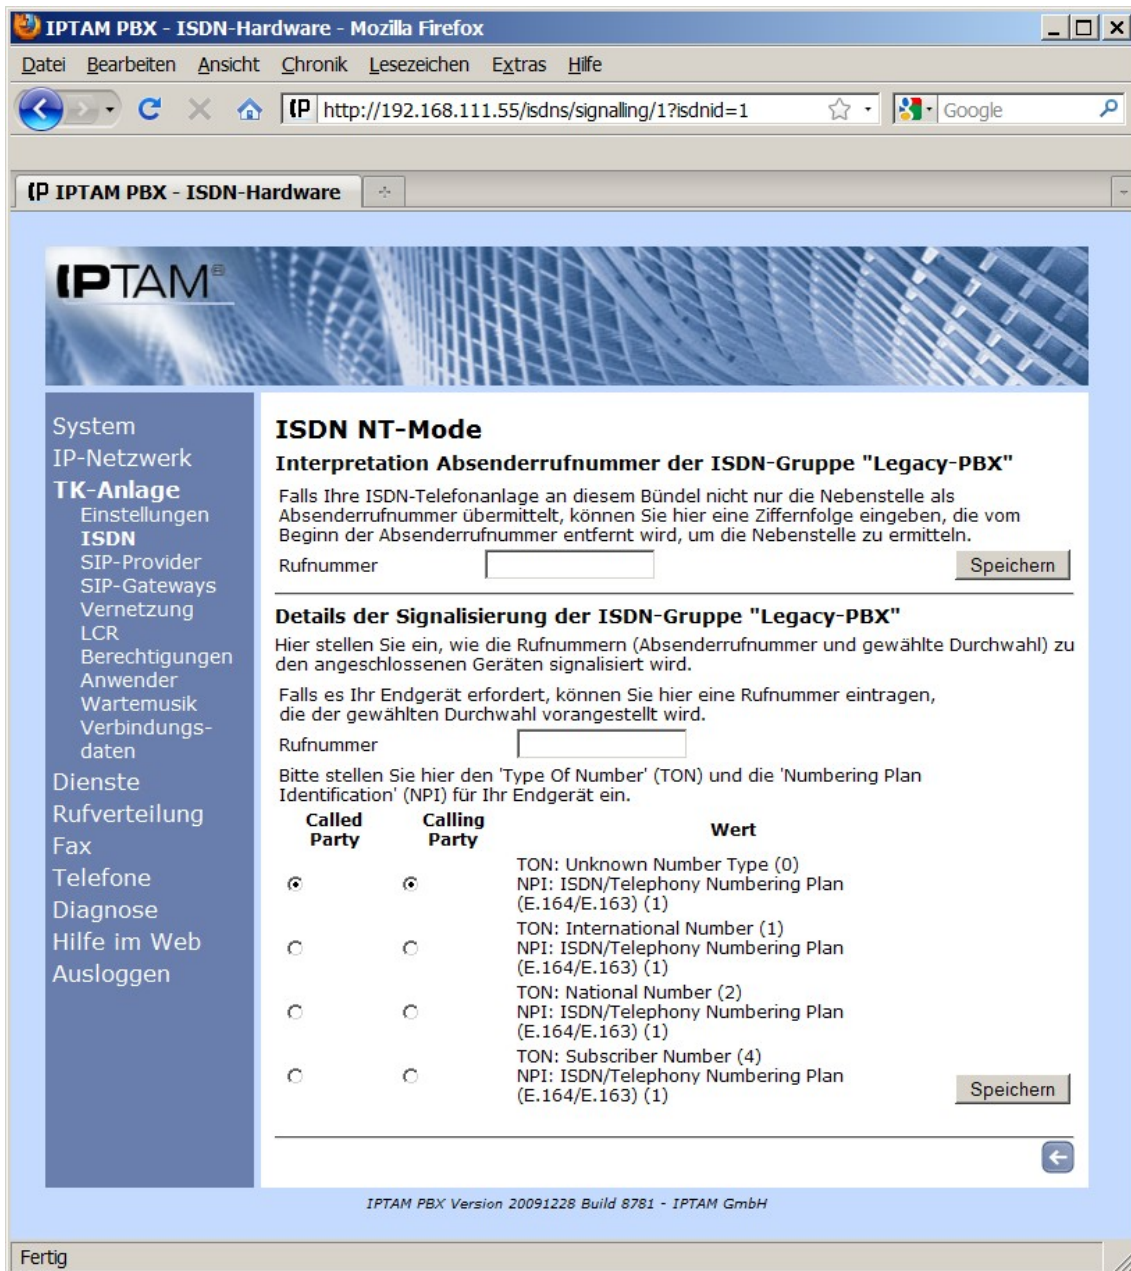 IPTAM PBX - ISDN-Hardware - Mozilla Firefox
Datei Bearbeiten Ansicht Chronik Lesezeichen Extras Hilfe
http://192.168.111.55/isdns/signalling/1?isdnid=1
Google
IPTAM PBX - ISDN-Hardware
IPTAM®
System
IP-Netzwerk
TK-Anlage
Einstellungen
ISDN
SIP-Provider
SIP-Gateways
Vernetzung
LCR
Berechtigungen
Anwender
Wartemusik
Verbindungs-
daten
Dienste
Rufverteilung
Fax
Telefone
Diagnose
Hilfe im Web
Ausloggen
ISDN NT-Mode
Interpretation Absenderrufnummer der ISDN-Gruppe "Legacy-PBX"
Falls Ihre ISDN-Telefonanlage an diesem Bündel nicht nur die Nebenstelle als
Absenderrufnummer übermittelt, können Sie hier eine Ziffernfolge eingeben, die vom
Beginn der Absenderrufnummer entfernt wird, um die Nebenstelle zu ermitteln.
Rufnummer
Speichern
Details der Signalisierung der ISDN-Gruppe "Legacy-PBX"
Hier stellen Sie ein, wie die Rufnummern (Absenderrufnummer und gewählte Durchwahl) zu
den angeschlossenen Geräten signalisiert wird.
Falls es Ihr Endgerät erfordert, können Sie hier eine Rufnummer eintragen,
die der gewählten Durchwahl vorangestellt wird.
Rufnummer
Bitte stellen Sie hier den 'Type Of Number' (TON) und die 'Numbering Plan
Identification' (NPI) für Ihr Endgerät ein.
Called
Party
Calling
Party
Wert
TON: Unknown Number Type (0)
NPI: ISDN/Telephony Numbering Plan
(E.164/E.163) (1)
TON: International Number (1)
NPI: ISDN/Telephony Numbering Plan
(E.164/E.163) (1)
TON: National Number (2)
NPI: ISDN/Telephony Numbering Plan
(E.164/E.163) (1)
TON: Subscriber Number (4)
NPI: ISDN/Telephony Numbering Plan
(E.164/E.163) (1)
Speichern
IPTAM PBX Version 20091228 Build 8781 - IPTAM GmbH
Fertig